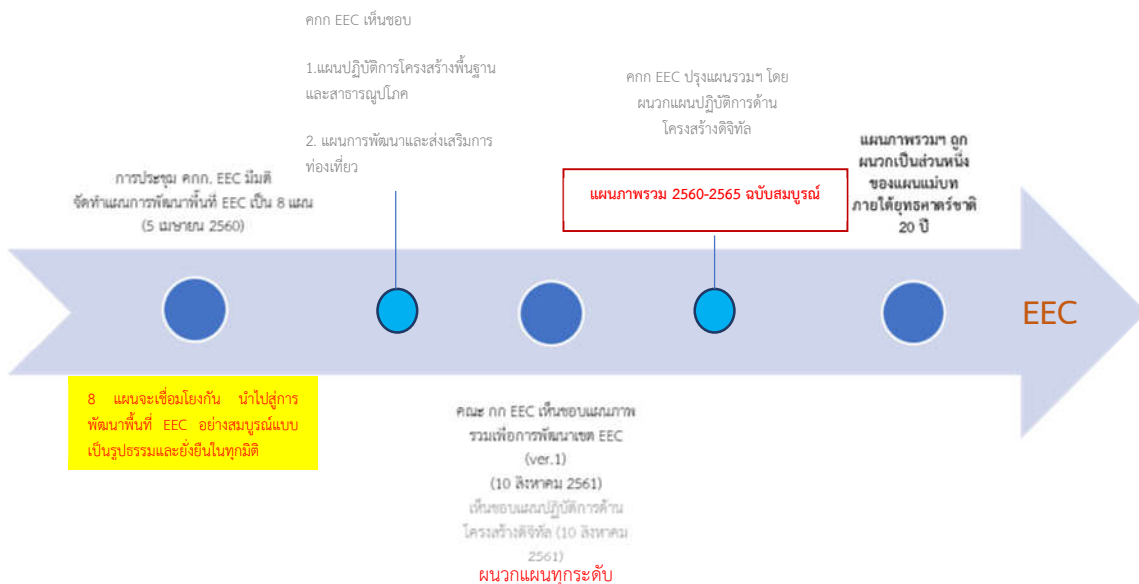 คกก EEC เห็นชอบ
1.แผนปฏิบัติการโครงสร้างพื้นฐาน
และสาธารณูปโภค
2. แผนการพัฒนาและส่งเสริมการ
ท่องเที่ยว
คกก EEC ปรุงแผนรวมฯ โดย
ผนวกแผนปฏิบัติการด้าน
โครงสร้างดิจิทัล
แผนภาพรวม 2560-2565 ฉบับสมบูรณ์
แผนภาพรวมฯ ถูก
ผนวกเป็นส่วนหนึ่ง
ของแผนแม่บท
ภายใต้ยุทธศาตร์ชาติ
20 ปี
การประชุม คกก. EEC มีมติ
จัดทำแผนการพัฒนาพื้นที่ EEC เป็น 8 แผน
(5 เมษายน 2560)
EEC
8 แผนจะเชื่อมโยงกัน นำไปสู่การ
พัฒนาพื้นที่ EEC อย่างสมบูรณ์แบบ
เป็นรูปธรรมและยั่งยืนในทุกมิติ
คณะ กก EEC เห็นชอบแผนภาพ
รวมเพื่อการพัฒนาเขต EEC
(ver.1)
(10 สิงหาคม 2561)
เห็นชอบแผนปฏิบัติการด้าน
โครงสร้างดิจิทัล (10 สิงหาคม
2561)
ผนวกแผนทุกระดับ